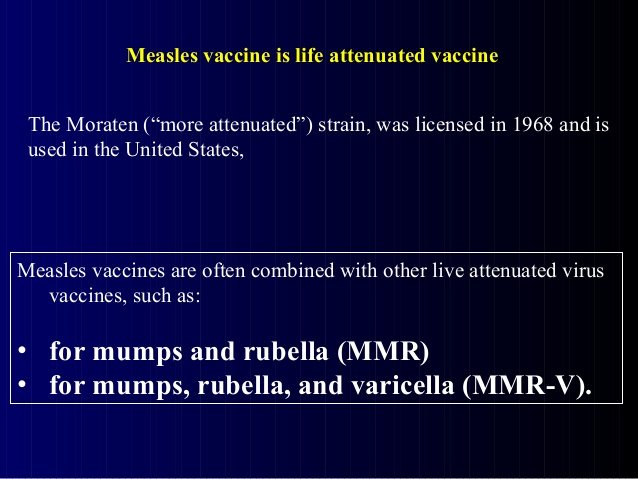 Measles vaccine is life attenuated vaccine
The Moraten (“more attenuated”) strain, was licensed in 1968 and is
used in the United States,
Measles vaccines are often combined with other live attenuated virus
vaccines, such as:
• for mumps and rubella (MMR)
• for mumps, rubella, and varicella (MMR-V).